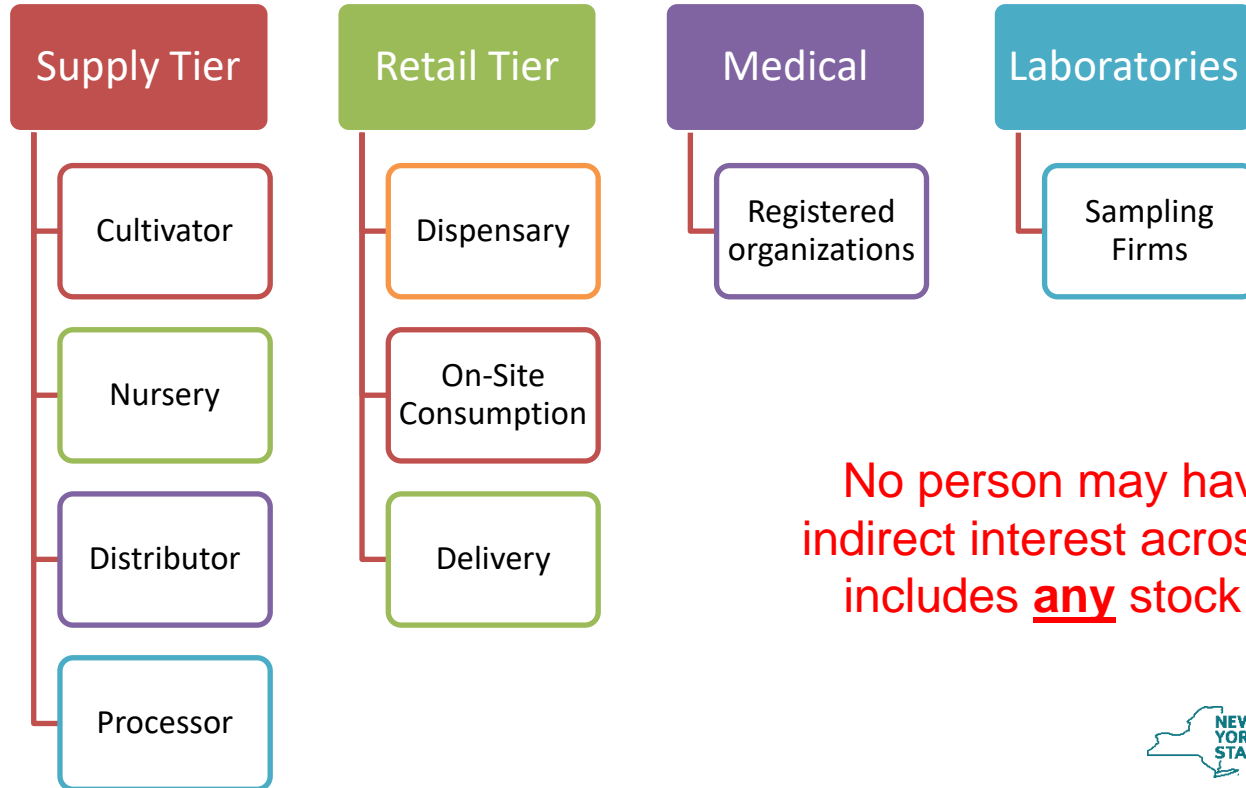 Supply Tier
Cultivator
Nursery
Distributor
Processor
Retail Tier
Dispensary
On-Site
Consumption
Delivery
Medical
Registered
organizations
Laboratories
Sampling
Firms
No person may hav
indirect interest acros
includes any stock
NEW
YOR
STA